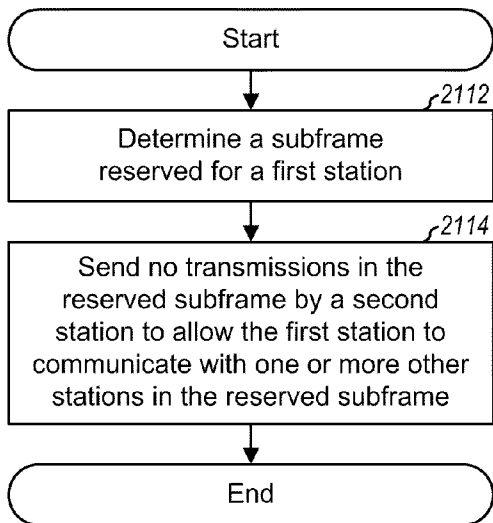 Start
2112
Determine a subframe
reserved for a first station
2114
Send no transmissions in the
reserved subframe by a second
station to allow the first station to
communicate with one or more other
stations in the reserved subframe
End